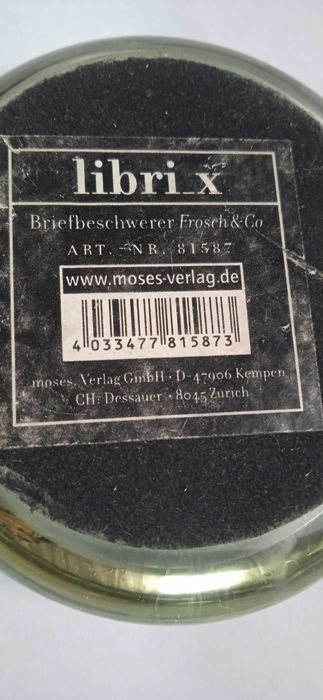 libri_x
Briefbeschwerer Frosch & Co
ART.-NR. 81587
www.moses-verlag.de
4 033477 815873
moses. Verlag GmbH · D-47906 Kempen
CH: Dessauer · 8045 Zürich